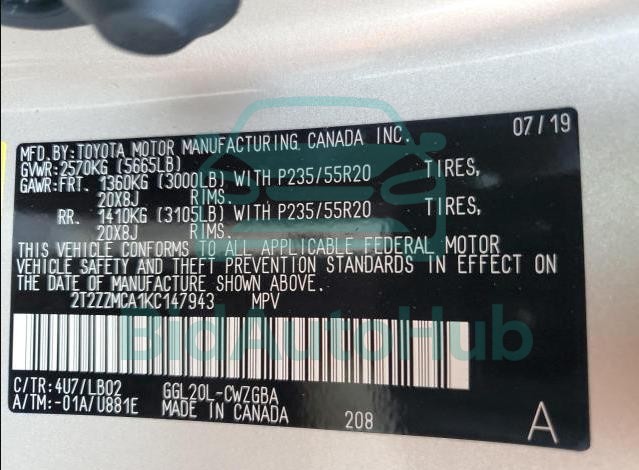 MFD.BY:TOYOTA MOTOR MANUFACTURING CANADA INC. 07/19
GVWR:2570KG (5665LB)
GAWR:FRT. 1360KG (3000LB) WITH P235/55R20 TIRES,
20X8J RIMS.
RR. 1410KG (3105LB) WITH P235/55R20 TIRES,
20X8J RIMS.
THIS VEHICLE CONFORMS TO ALL APPLICABLE FEDERAL MOTOR
VEHICLE SAFETY AND THEFT PREVENTION STANDARDS IN EFFECT ON
THE DATE OF MANUFACTURE SHOWN ABOVE.
2T2ZZMCA1KC147943 MPV
BidAutoHub
C/TR:4U7/LB02 GGL20L-CWZGBA
A/TM:-01A/U881E MADE IN CANADA 208 A